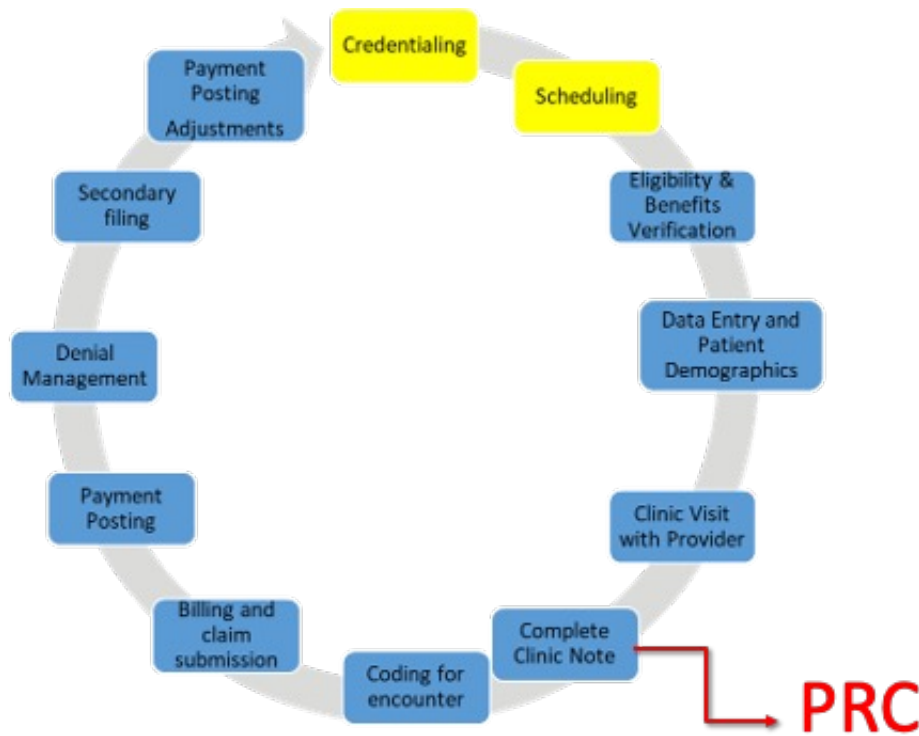 Credentialing
Scheduling
Eligibility &
Benefits
Verification
Data Entry and
Patient
Demographics
Clinic Visit
with Provider
Complete
Clinic Note
PRC
Coding for
encounter
Billing and
claim
submission
Payment
Posting
Denial
Management
Secondary
filing
Payment
Posting
Adjustments